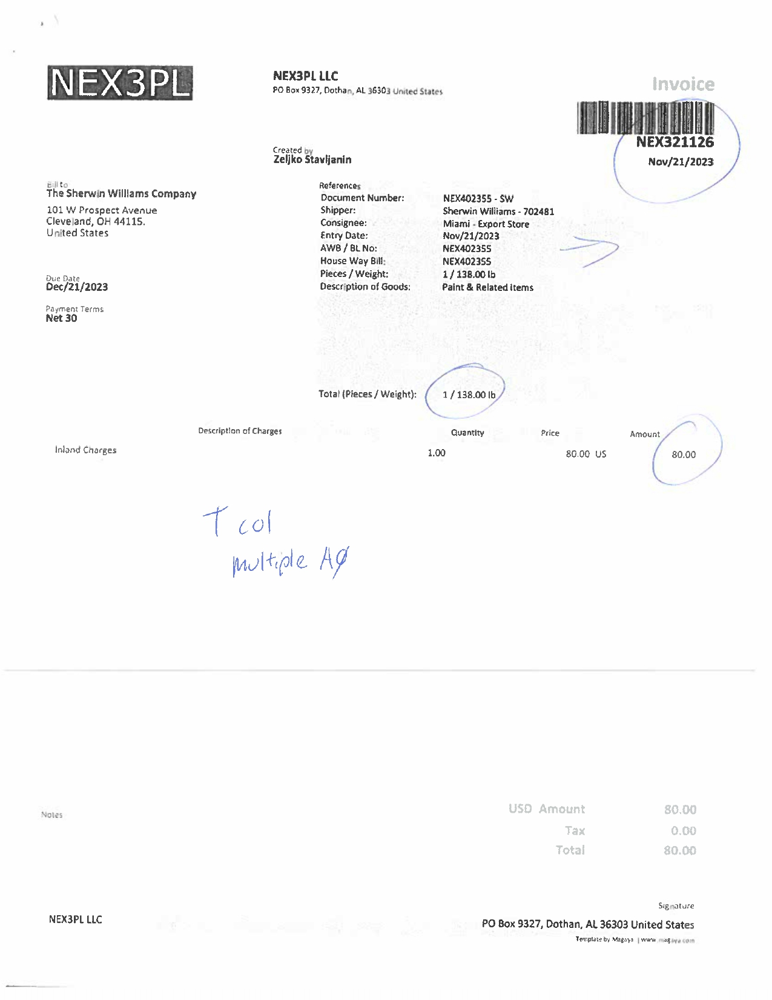 NEX3PL
NEX3PL LLC
PO Box 9327, Dothan, AL 36303 United States
Invoice
NEX321126
Nov/21/2023
Created by
Zeljko Stavljanin
Bill to
The Sherwin Williams Company
101 W Prospect Avenue
Cleveland, OH 44115.
United States
Due Date
Dec/21/2023
Payment Terms
Net 30
References
Document Number: NEX402355 - SW
Shipper: Sherwin Williams - 702481
Consignee: Miami - Export Store
Entry Date: Nov/21/2023
AWB / BL No: NEX402355
House Way Bill: NEX402355
Pieces / Weight: 1 / 138.00 lb
Description of Goods: Paint & Related Items
Total (Pieces / Weight): 1 / 138.00 lb
Description of Charges Quantity Price Amount
Inland Charges 1.00 80.00 US 80.00
T col
multiple
Notes
USD Amount 80.00
Tax 0.00
Total 80.00
Signature
NEX3PL LLC
PO Box 9327, Dothan, AL 36303 United States
Template by Magaya | www.magaya.com